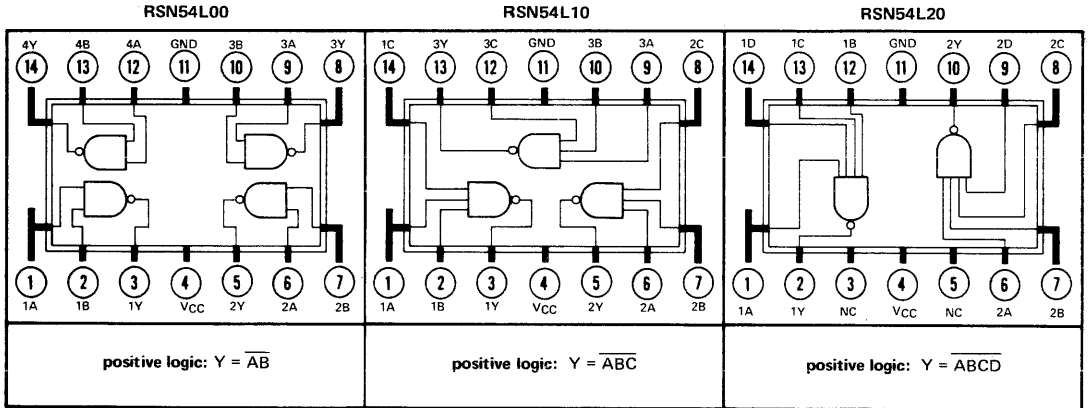 RSN54L00 RSN54L10 RSN54L20
4Y 4B 4A GND 3B 3A 3Y 1C 3Y 3C GND 3B 3A 2C 1D 1C 1B GND 2Y 2D 2C
14 13 12 11 10 9 8 14 13 12 11 10 9 8 14 13 12 11 10 9 8
1 2 3 4 5 6 7 1 2 3 4 5 6 7 1 2 3 4 5 6 7
1A 1B 1Y VCC 2Y 2A 2B 1A 1B 1Y VCC 2Y 2A 2B 1A 1Y NC VCC NC 2A 2B
positive logic: Y = A̅B̅ positive logic: Y = A̅B̅C̅ positive logic: Y = A̅B̅C̅D̅